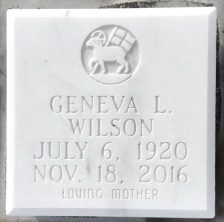 GENEVA L.
WILSON
JULY 6, 1920
NOV. 18, 2016
LOVING MOTHER